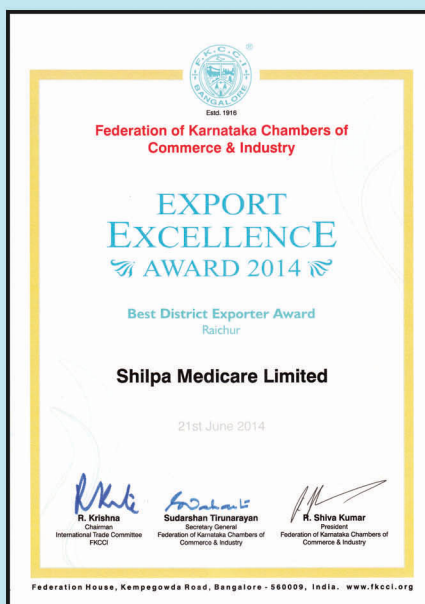 F.K.C.C.I
BANGALORE
®
Estd. 1916
Federation of Karnataka Chambers of
Commerce & Industry
EXPORT
EXCELLENCE
AWARD 2014
Best District Exporter Award
Raichur
Shilpa Medicare Limited
21st June 2014
R. Krishna
Chairman
International Trade Committee
FKCCI
Sudarshan Tirunarayan
Secretary General
Federation of Karnataka Chambers of
Commerce & Industry
R. Shiva Kumar
President
Federation of Karnataka Chambers of
Commerce & Industry
Federation House, Kempegowda Road, Bangalore - 560009, India. www.fkcci.org